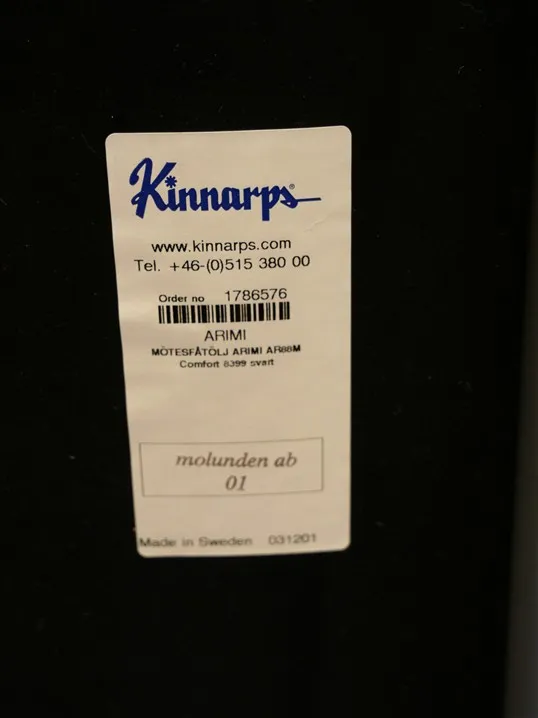 Kinnarps®
www.kinnarps.com
Tel. +46-(0)515 380 00
Order no 1786576
ARIMI
MÖTESFÅTÖLJ ARIMI AR88M
Comfort 8399 svart
molunden ab
01
Made in Sweden 031201